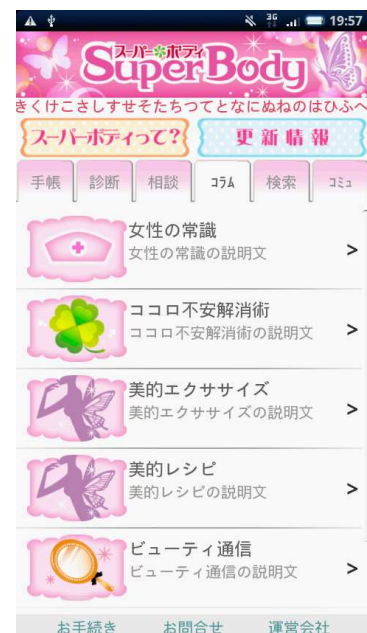 3G 19:57
スーパー ボディ
SuperBody
きくけこさしすせそたちつてとなにぬねのはひふへ
スーパーボディって? 更新情報
手帳 診断 相談 コラム 検索 コミュ
女性の常識
女性の常識の説明文
>
ココロ不安解消術
ココロ不安解消術の説明文
>
美的エクササイズ
美的エクササイズの説明文
>
美的レシピ
美的レシピの説明文
>
ビューティ通信
ビューティ通信の説明文
>
お手続き お問合せ 運営会社